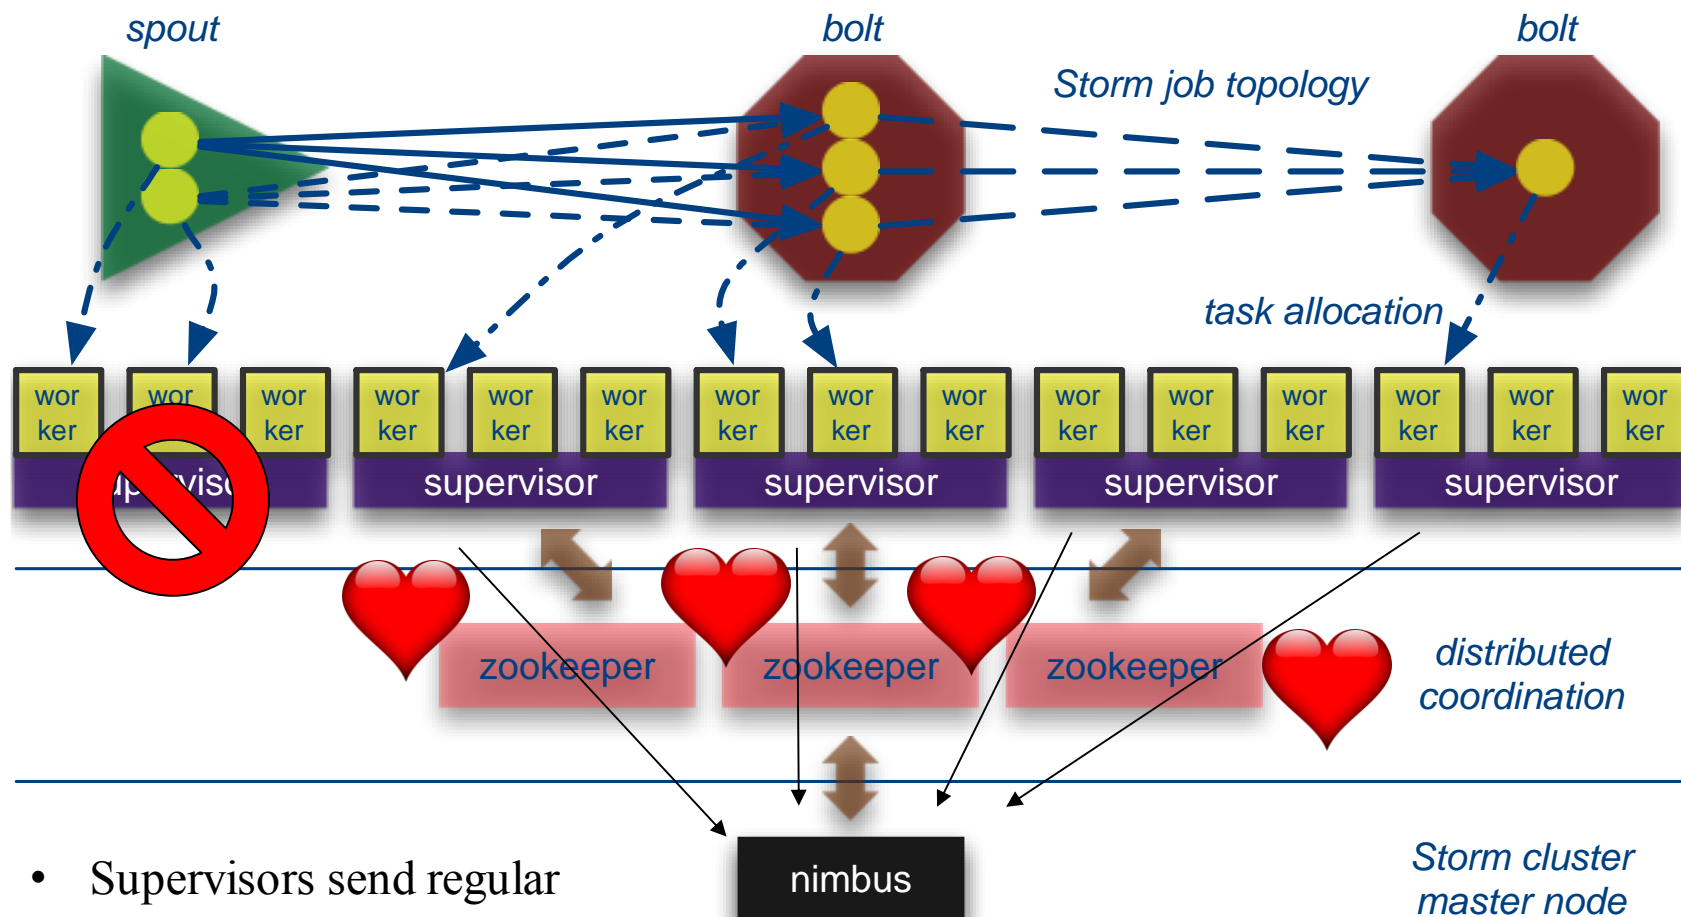 spout
bolt
bolt
Storm job topology
task allocation
wor
ker
wor
ker
wor
ker
wor
ker
wor
ker
wor
ker
wor
ker
wor
ker
wor
ker
wor
ker
wor
ker
wor
ker
wor
ker
wor
ker
wor
ker
supervisor
supervisor
supervisor
supervisor
zookeeper
zookeeper
zookeeper
distributed
coordination
nimbus
Storm cluster
master node
• Supervisors send regular